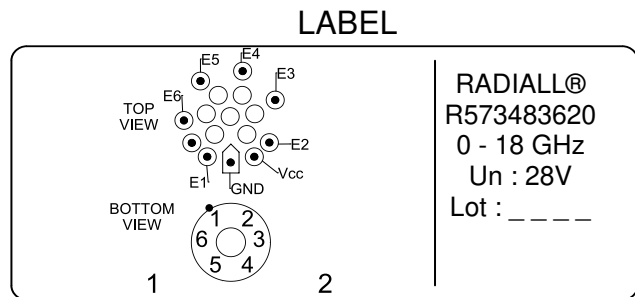 LABEL
E5
E4
E3
E6
TOP
VIEW
E2
Vcc
E1
GND
BOTTOM
VIEW
1 2
6 3
5 4
1 2
RADIALL®
R573483620
0 - 18 GHz
Un : 28V
Lot : _ _ _ _